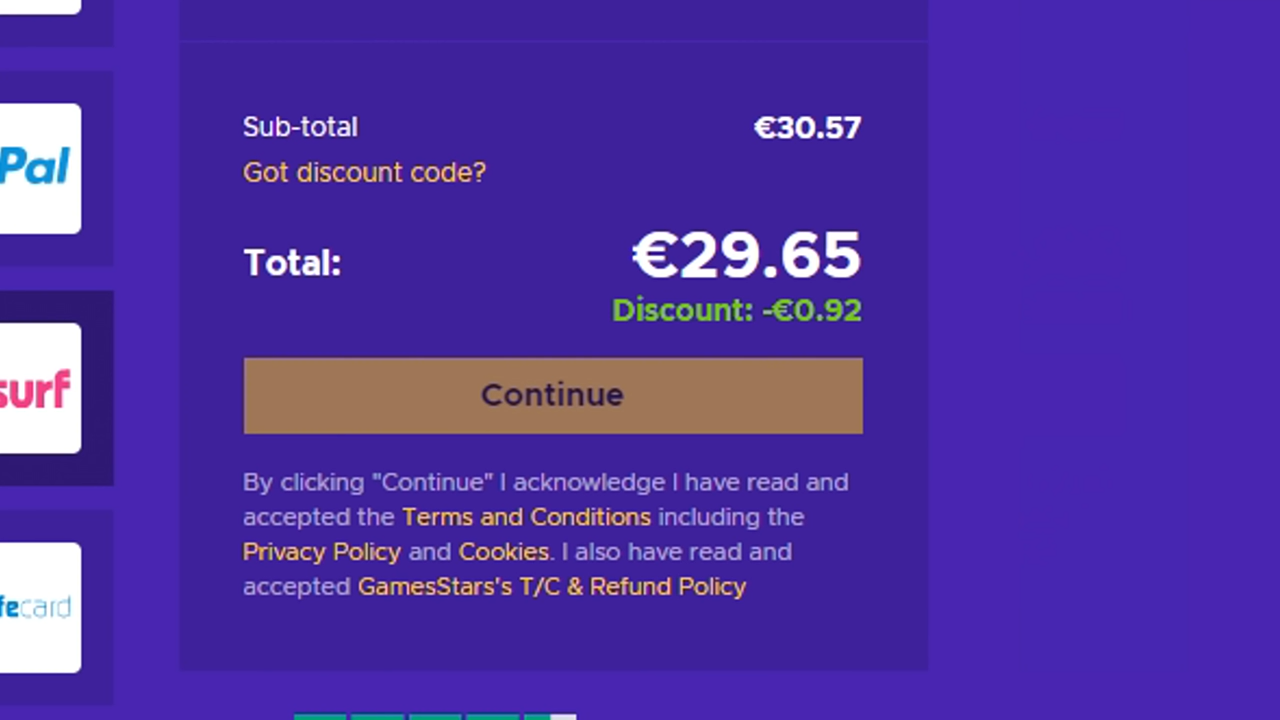 Sub-total €30.57
Got discount code?
Pal
Total: €29.65
Discount: -€0.92
surf
Continue
By clicking "Continue" I acknowledge I have read and
accepted the Terms and Conditions including the
Privacy Policy and Cookies. I also have read and
accepted GamesStars's T/C & Refund Policy
fecard